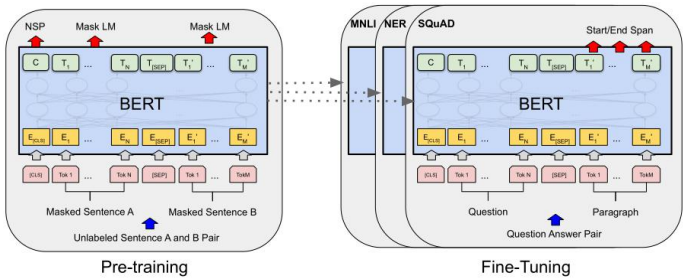 NSP Mask LM Mask LM
C T1 ... TN T[SEP] T1' ... TM'
BERT
E[CLS] E1 ... EN E[SEP] E1' ... EM'
[CLS] Tok 1 ... Tok N [SEP] Tok 1 ... TokM
Masked Sentence A Masked Sentence B
Unlabeled Sentence A and B Pair
Pre-training
MNLI NER SQuAD Start/End Span
C T1 ... TN T[SEP] T1' ... TM'
BERT
E[CLS] E1 ... EN E[SEP] E1' ... EM'
[CLS] Tok 1 ... Tok N [SEP] Tok 1 ... TokM
Question Paragraph
Question Answer Pair
Fine-Tuning